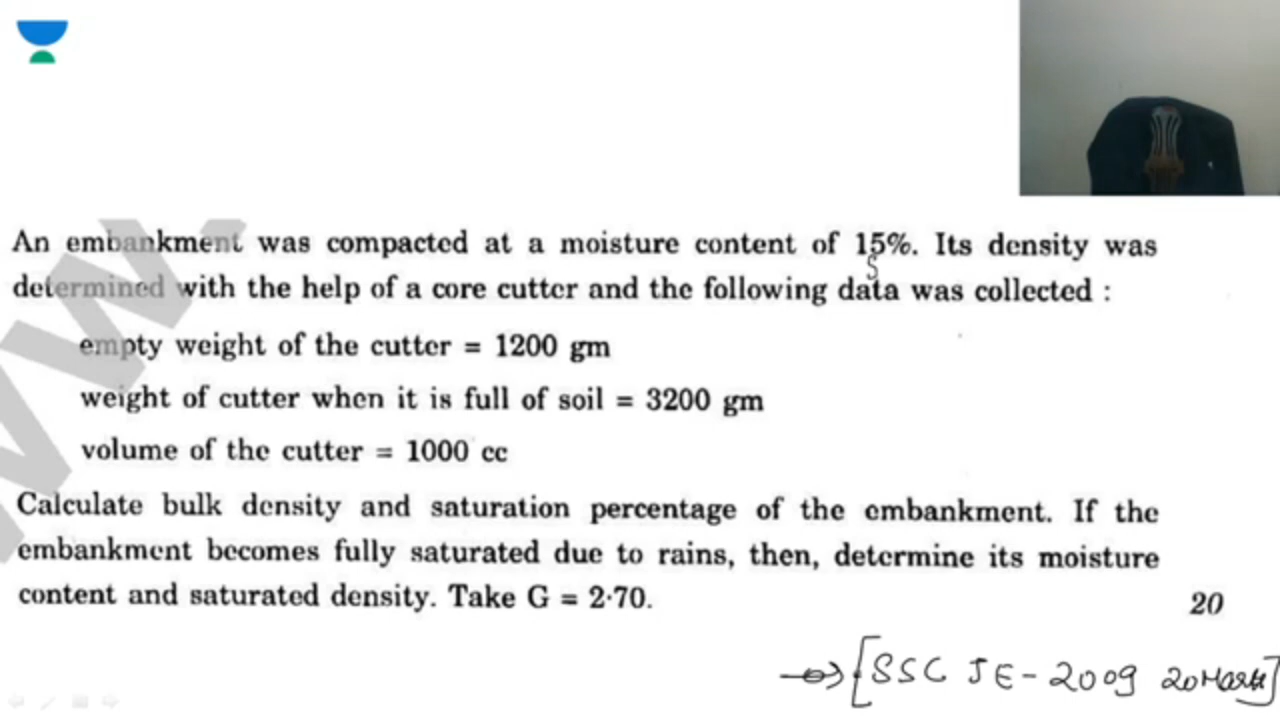 An embankment was compacted at a moisture content of 15%. Its density was
determined with the help of a core cutter and the following data was collected :
empty weight of the cutter = 1200 gm
weight of cutter when it is full of soil = 3200 gm
volume of the cutter = 1000 cc
Calculate bulk density and saturation percentage of the embankment. If the
embankment becomes fully saturated due to rains, then, determine its moisture
content and saturated density. Take G = 2·70.
20
[SSC JE-2009 20 Mark]